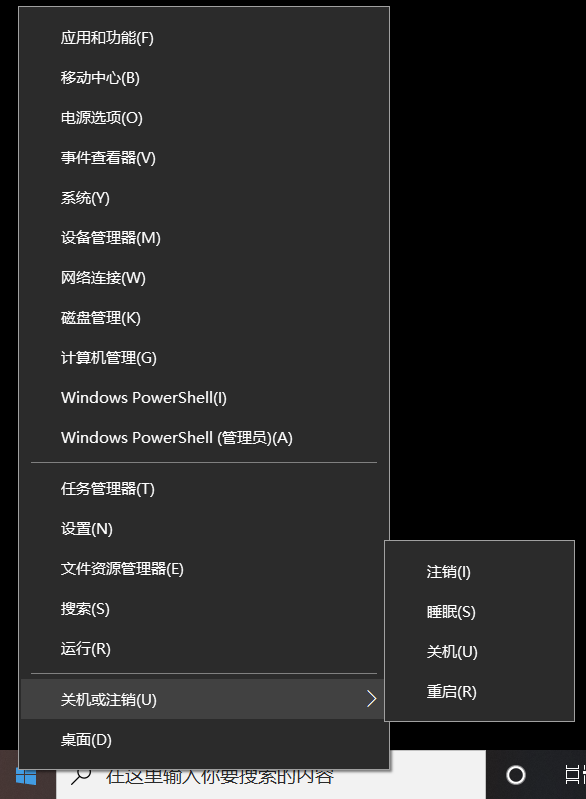 应用和功能(F)
移动中心(B)
电源选项(O)
事件查看器(V)
系统(Y)
设备管理器(M)
网络连接(W)
磁盘管理(K)
计算机管理(G)
Windows PowerShell(I)
Windows PowerShell (管理员)(A)
任务管理器(T)
设置(N)
文件资源管理器(E)
搜索(S)
运行(R)
关机或注销(U)
桌面(D)
注销(I)
睡眠(S)
关机(U)
重启(R)
在这里输入你要搜索的内容